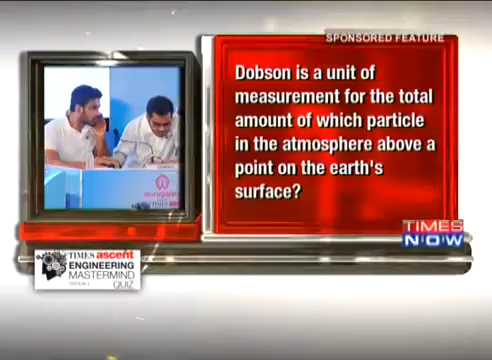 SPONSORED FEATURE
Dobson is a unit of
measurement for the total
amount of which particle
in the atmosphere above a
point on the earth's
surface?
TIMES
NOW
TIMES ascent
ENGINEERING
MASTERMIND
QUIZ